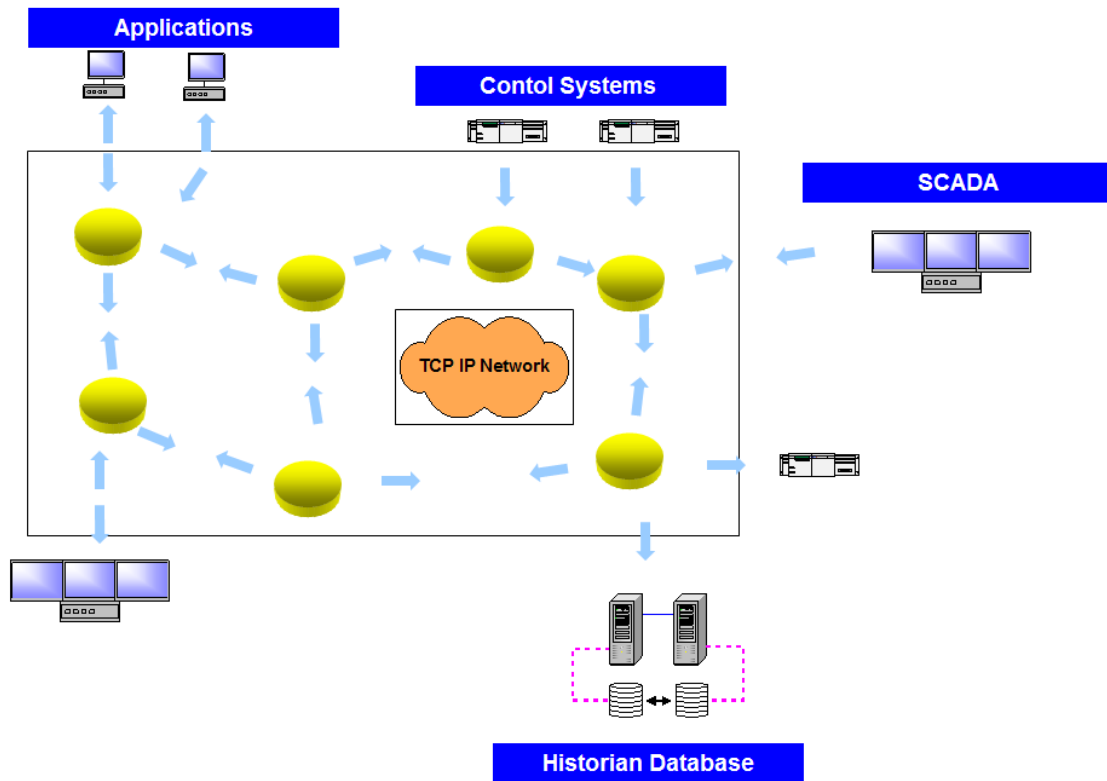 Applications
Contol Systems
SCADA
TCP IP Network
Historian Database